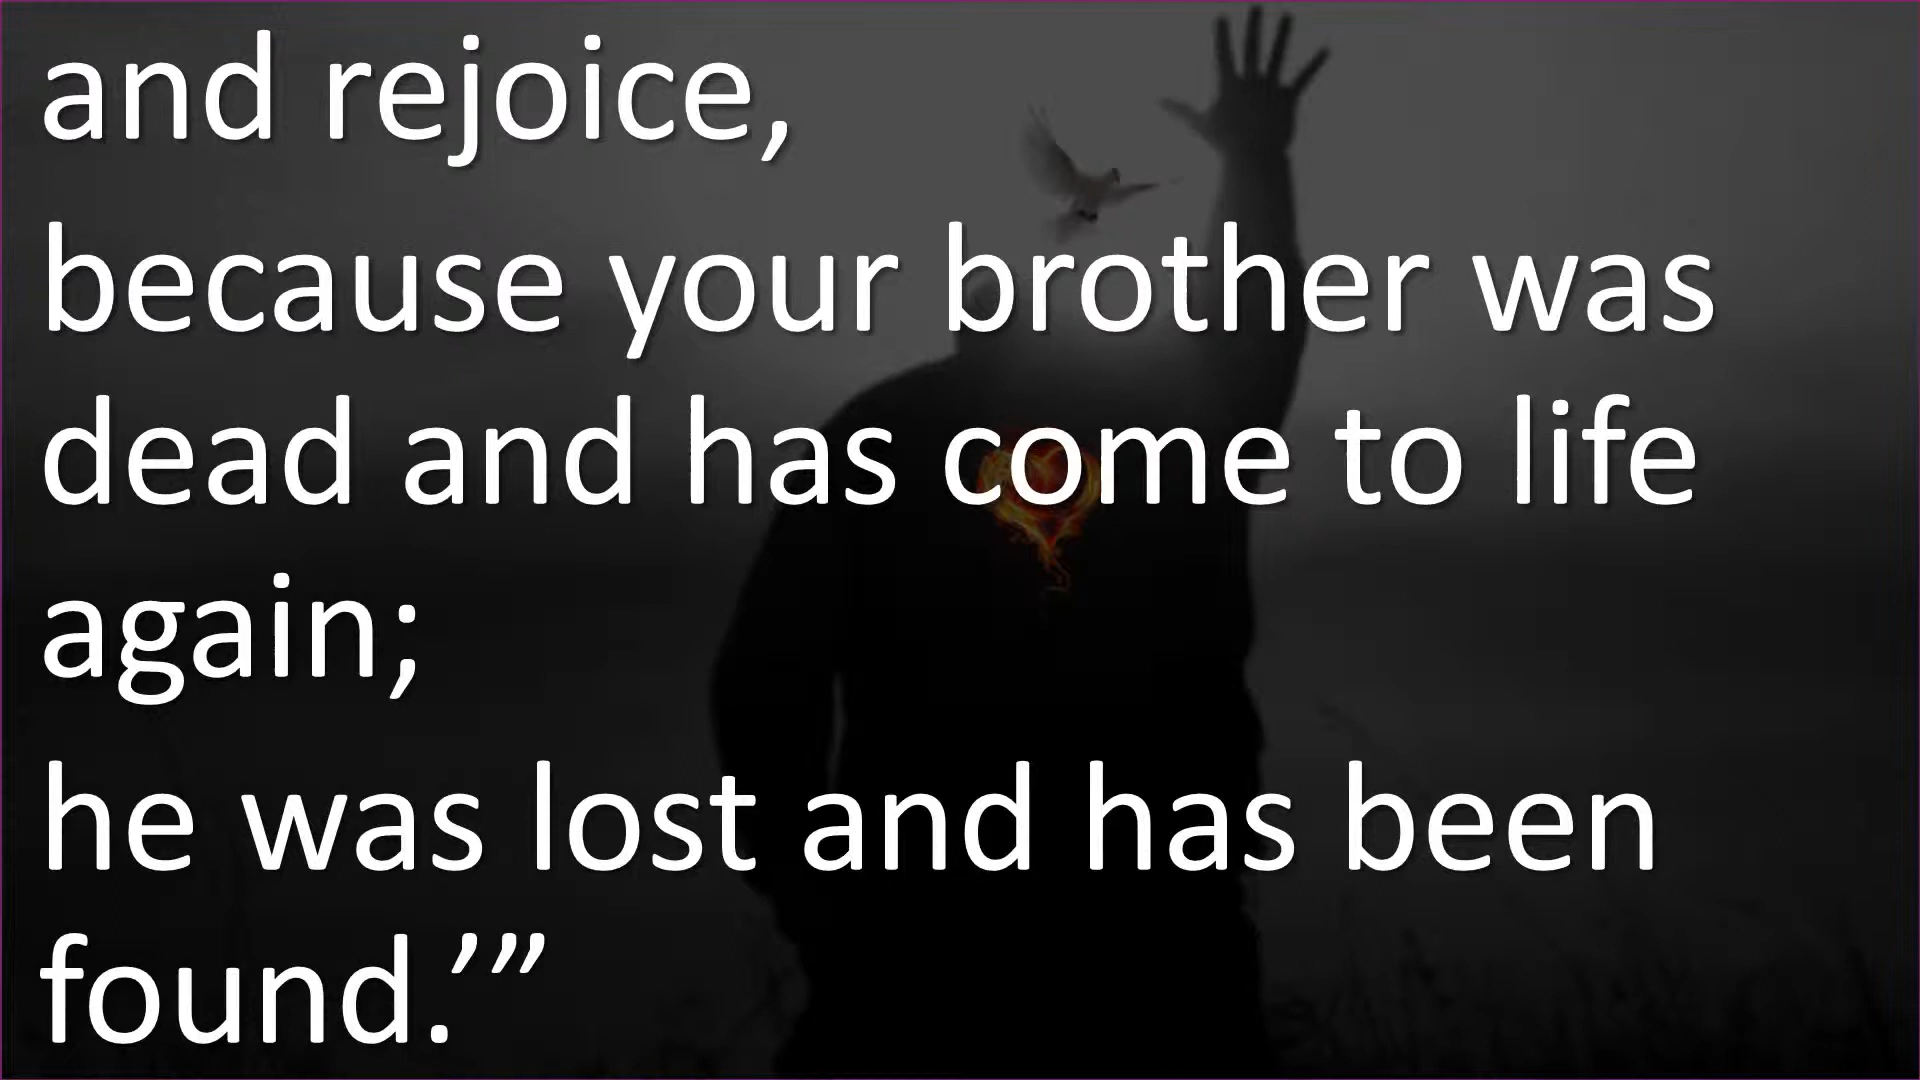 and rejoice,
because your brother was
dead and has come to life
again;
he was lost and has been
found.’”